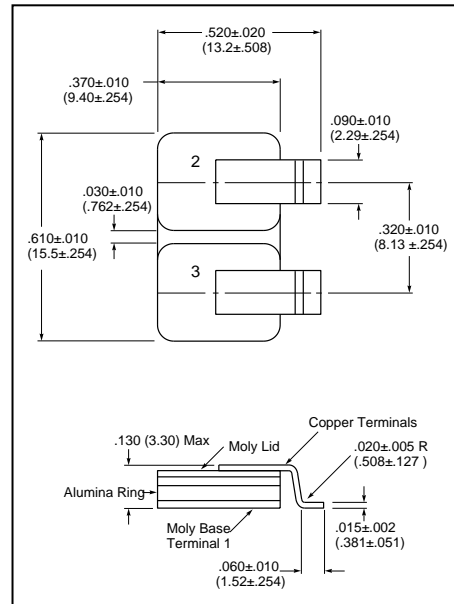 .520±.020
(13.2±.508)
.370±.010
(9.40±.254)
.090±.010
(2.29±.254)
2
.030±.010
(.762±.254)
.320±.010
(8.13 ±.254)
.610±.010
(15.5±.254)
3
Copper Terminals
.130 (3.30) Max
Moly Lid
.020±.005 R
(.508±.127 )
Alumina Ring
Moly Base
Terminal 1
.015±.002
(.381±.051)
.060±.010
(1.52±.254)